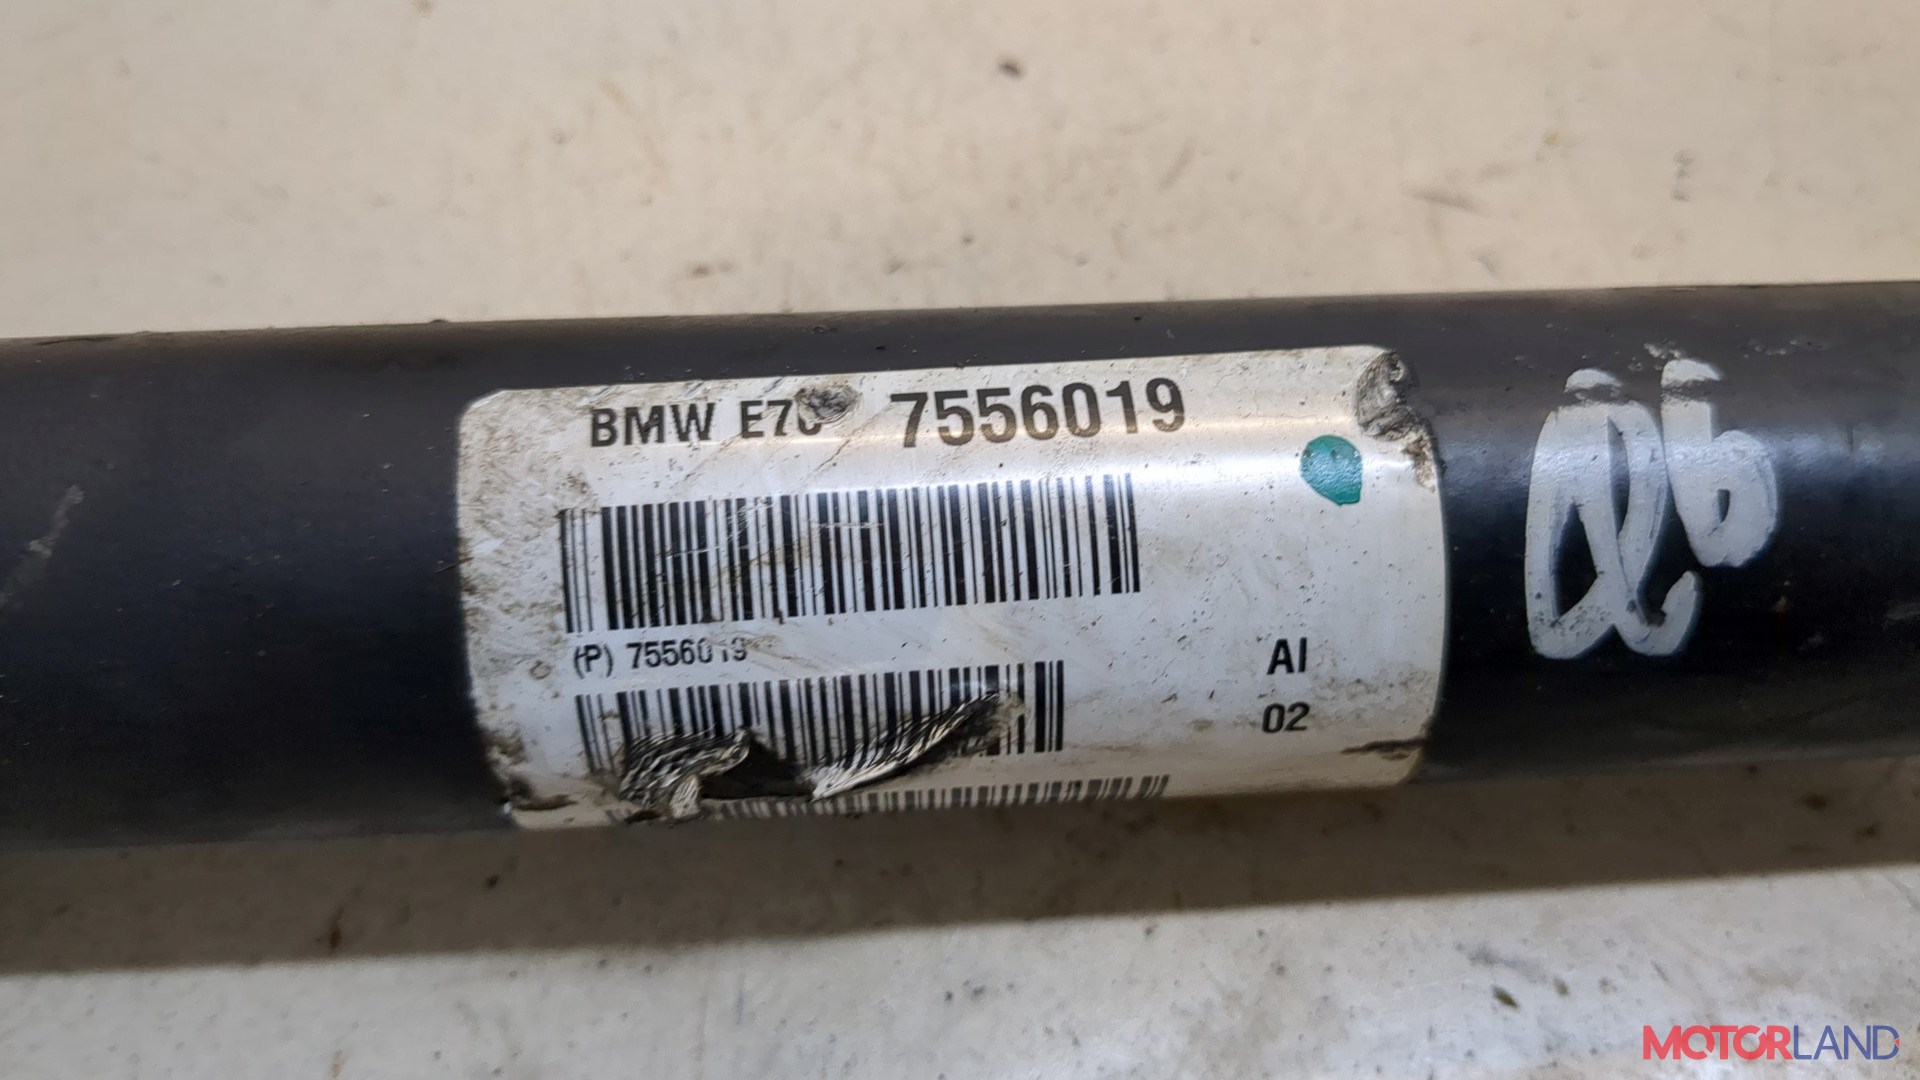 BMW E70 7556019
(P) 7556019
AI
02
MOTORLAND